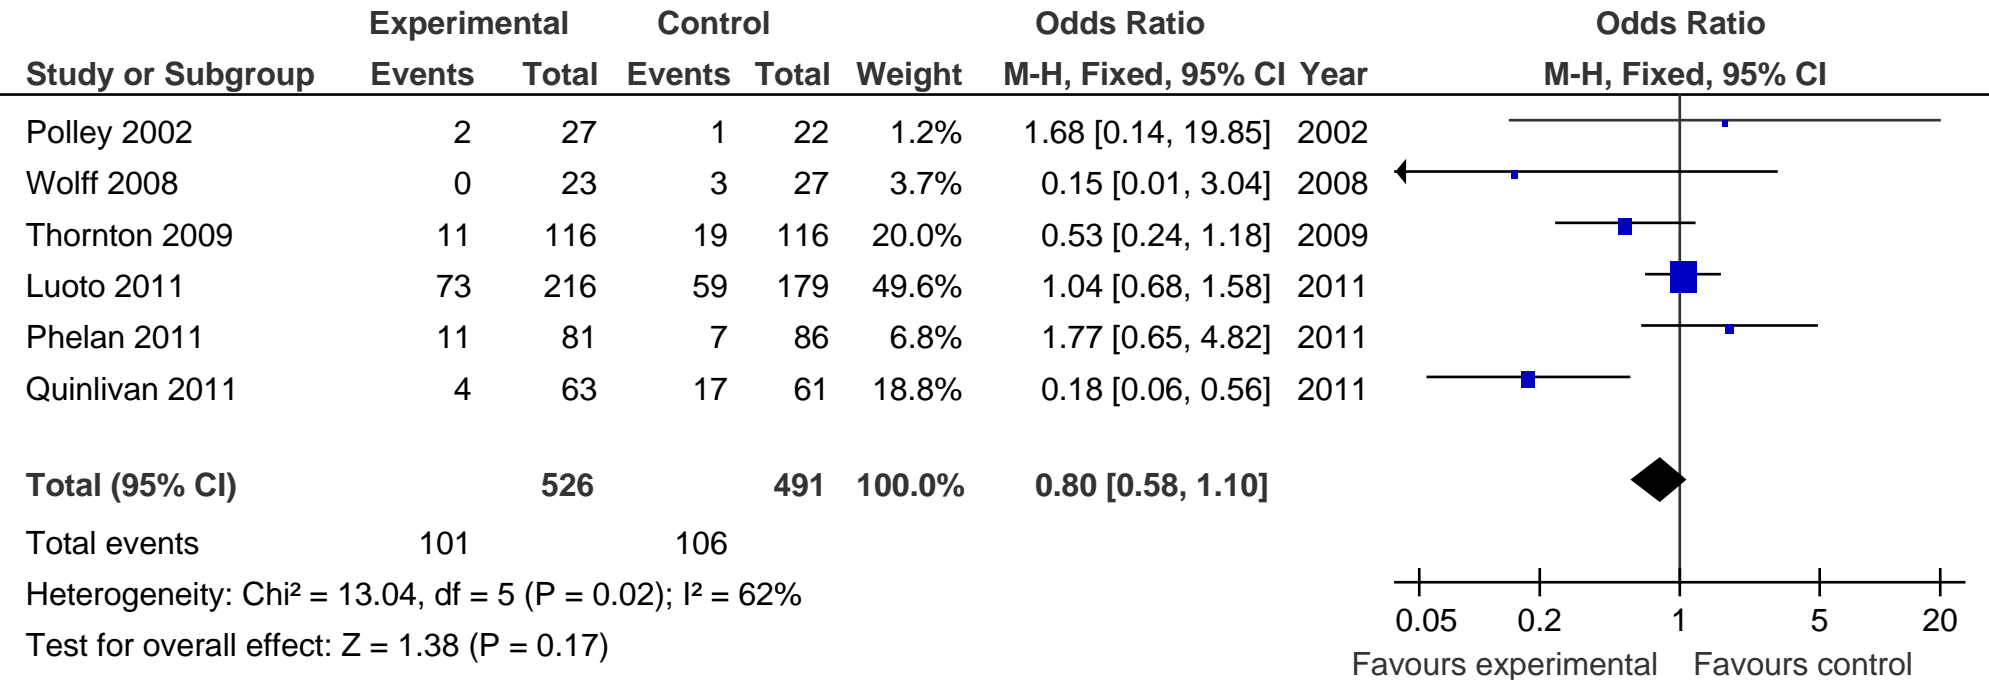 Experimental Control Odds Ratio Odds Ratio
Study or Subgroup Events Total Events Total Weight M-H, Fixed, 95% CI Year M-H, Fixed, 95% CI
Polley 2002 2 27 1 22 1.2% 1.68 [0.14, 19.85] 2002
Wolff 2008 0 23 3 27 3.7% 0.15 [0.01, 3.04] 2008
Thornton 2009 11 116 19 116 20.0% 0.53 [0.24, 1.18] 2009
Luoto 2011 73 216 59 179 49.6% 1.04 [0.68, 1.58] 2011
Phelan 2011 11 81 7 86 6.8% 1.77 [0.65, 4.82] 2011
Quinlivan 2011 4 63 17 61 18.8% 0.18 [0.06, 0.56] 2011
Total (95% CI) 526 491 100.0% 0.80 [0.58, 1.10]
Total events 101 106
Heterogeneity: Chi² = 13.04, df = 5 (P = 0.02); I² = 62%
Test for overall effect: Z = 1.38 (P = 0.17)
0.05 0.2 1 5 20
Favours experimental Favours control